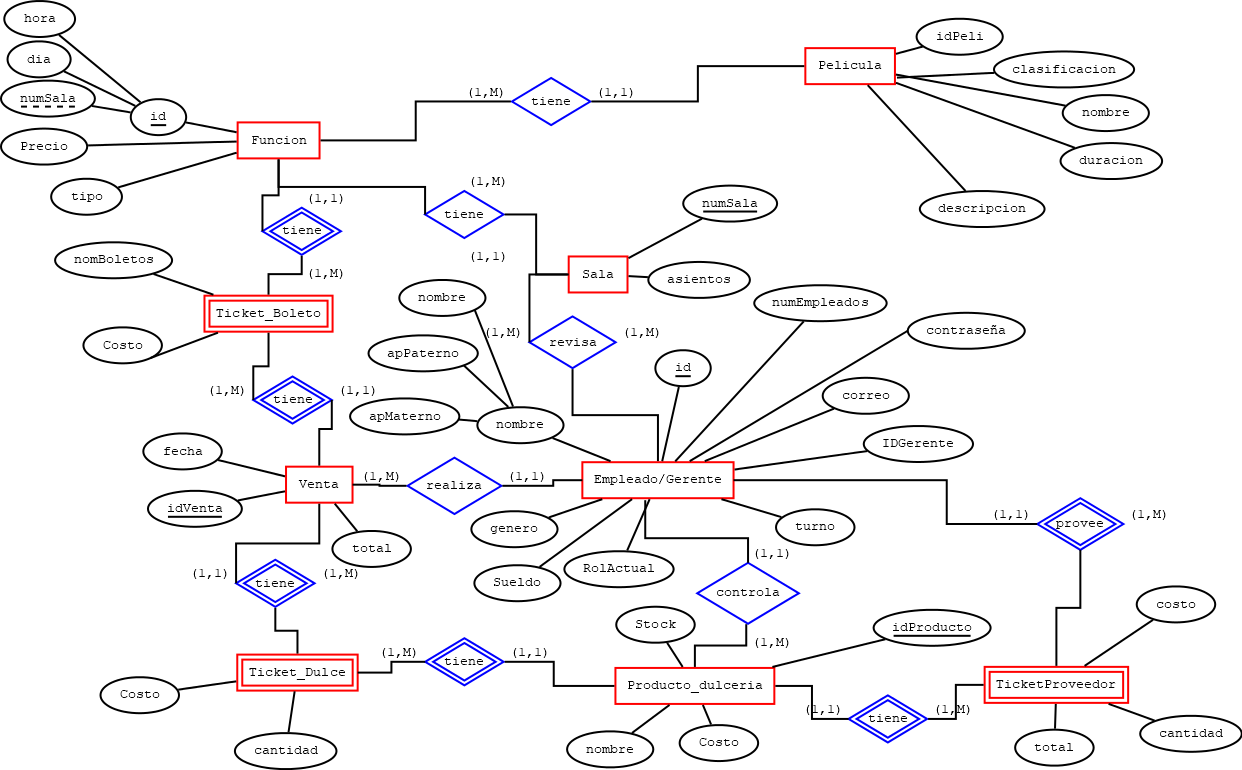 hora
idPeli
dia
Pelicula
clasificacion
numSala
(1,M)
tiene
(1,1)
nombre
id
Funcion
Precio
duracion
tipo
(1,M)
(1,1)
numSala
descripcion
tiene
tiene
nomBoletos
(1,1)
(1,M)
Sala
asientos
nombre
numEmpleados
Ticket_Boleto
(1,M)
revisa
(1,M)
contraseña
Costo
apPaterno
id
(1,M)
tiene
(1,1)
correo
apMaterno
nombre
IDGerente
fecha
(1,M)
realiza
(1,1)
Empleado/Gerente
Venta
idVenta
(1,1)
provee
(1,M)
genero
turno
total
(1,1)
(1,1)
tiene
(1,M)
Sueldo
RolActual
controla
costo
Stock
idProducto
(1,M)
(1,M)
tiene
(1,1)
Ticket_Dulce
Producto_dulceria
TicketProveedor
Costo
(1,1)
tiene
(1,M)
cantidad
nombre
Costo
total
cantidad